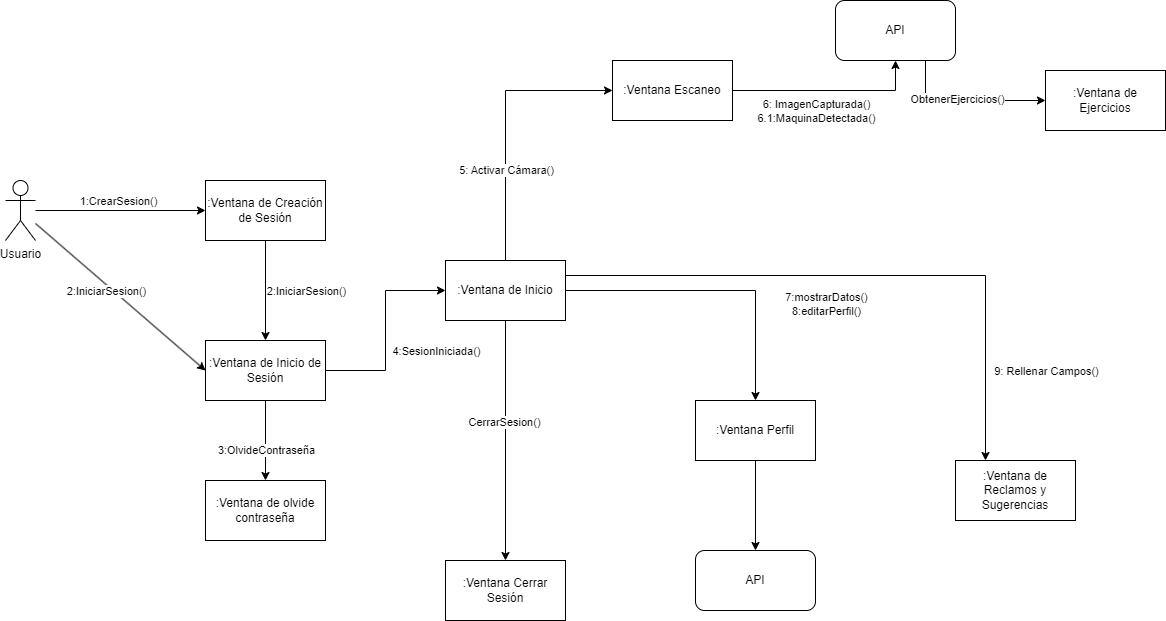 API
:Ventana Escaneo
:Ventana de
Ejercicios
6: ImagenCapturada()
6.1:MaquinaDetectada()
ObtenerEjercicios()
5: Activar Cámara()
Usuario
1:CrearSesion()
:Ventana de Creación
de Sesión
2:IniciarSesion()
2:IniciarSesion()
:Ventana de Inicio
7:mostrarDatos()
8:editarPerfil()
:Ventana de Inicio de
Sesión
4:SesionIniciada()
9: Rellenar Campos()
3:OlvideContraseña
CerrarSesion()
:Ventana Perfil
:Ventana de olvide
contraseña
:Ventana de
Reclamos y
Sugerencias
:Ventana Cerrar
Sesión
API